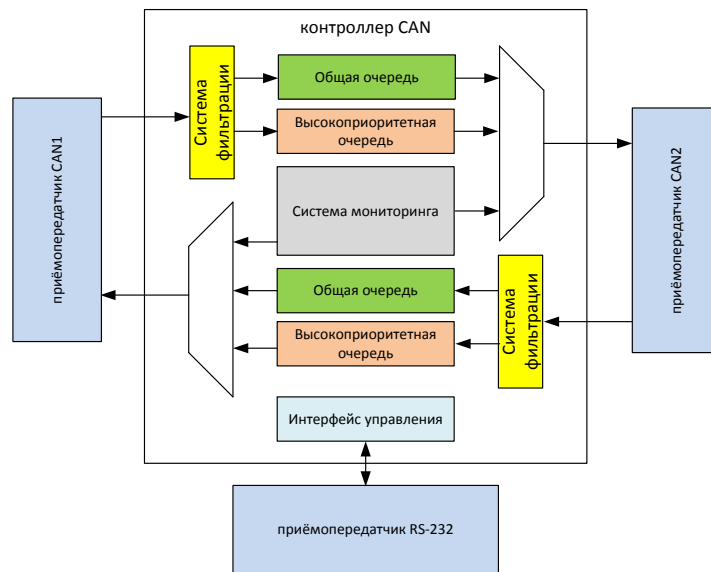 контроллер CAN
приёмопередатчик CAN1
Система
фильтрации
Общая очередь
Высокоприоритетная
очередь
Система мониторинга
Общая очередь
Высокоприоритетная
очередь
Система
фильтрации
приёмопередатчик CAN2
Интерфейс управления
приёмопередатчик RS-232